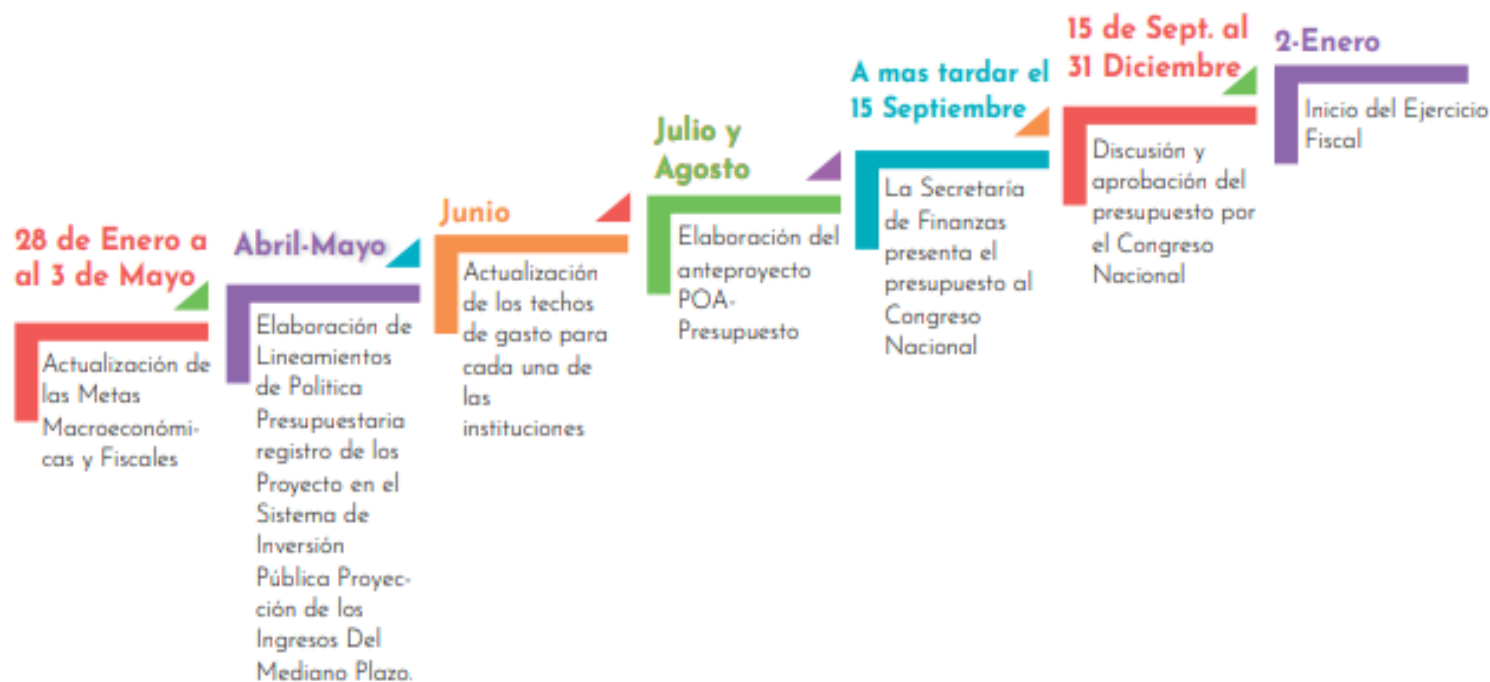 28 de Enero a
al 3 de Mayo
Actualización de
las Metas
Macroeconómi-
cas y Fiscales
Abril-Mayo
Elaboración de
Lineamientos
de Política
Presupuestaria
registro de los
Proyecto en el
Sistema de
Inversión
Pública Proyec-
ción de los
Ingresos Del
Mediano Plazo.
Junio
Actualización
de los techos
de gasto para
cada una de
las
instituciones
Julio y
Agosto
Elaboración del
anteproyecto
POA-
Presupuesto
A mas tardar el
15 Septiembre
La Secretaría
de Finanzas
presenta el
presupuesto al
Congreso
Nacional
15 de Sept. al
31 Diciembre
Discusión y
aprobación del
presupuesto por
el Congreso
Nacional
2-Enero
Inicio del Ejercicio
Fiscal